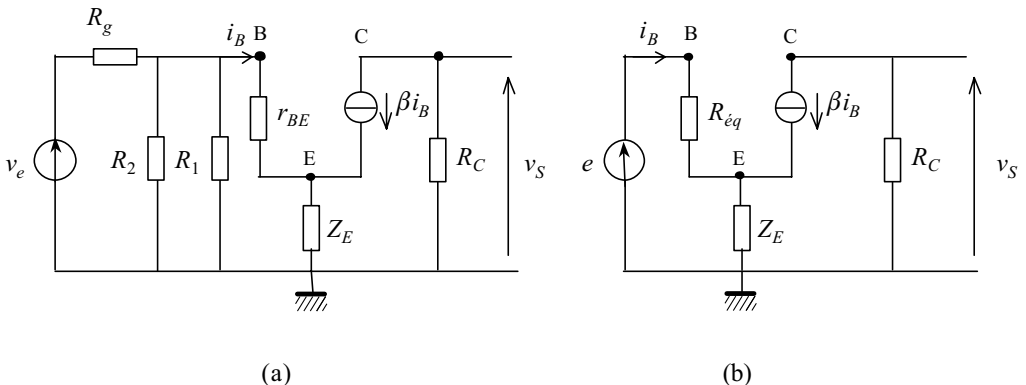 R_g
i_B B C
r_BE βi_B
v_e R_2 R_1 E R_C v_S
Z_E
(a)
i_B B C
R_éq βi_B
e E R_C v_S
Z_E
(b)